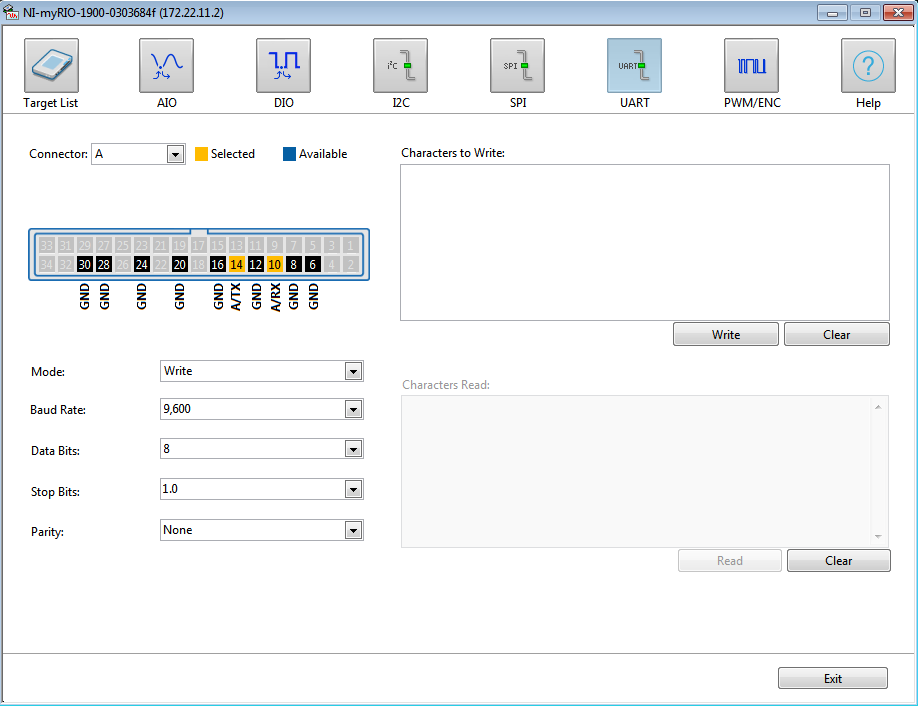 NI-myRIO-1900-0303684f (172.22.11.2)
I²C SPI UART
Target List AIO DIO I2C SPI UART PWM/ENC Help
Connector: A Selected Available Characters to Write:
33 31 29 27 25 23 21 19 17 15 13 11 9 7 5 3 1
34 32 30 28 26 24 22 20 18 16 14 12 10 8 6 4 2
GND GND GND GND GND A/TX GND A/RX GND GND
Write Clear
Mode: Write
Characters Read:
Baud Rate: 9,600
Data Bits: 8
Stop Bits: 1.0
Parity: None
Read Clear
Exit